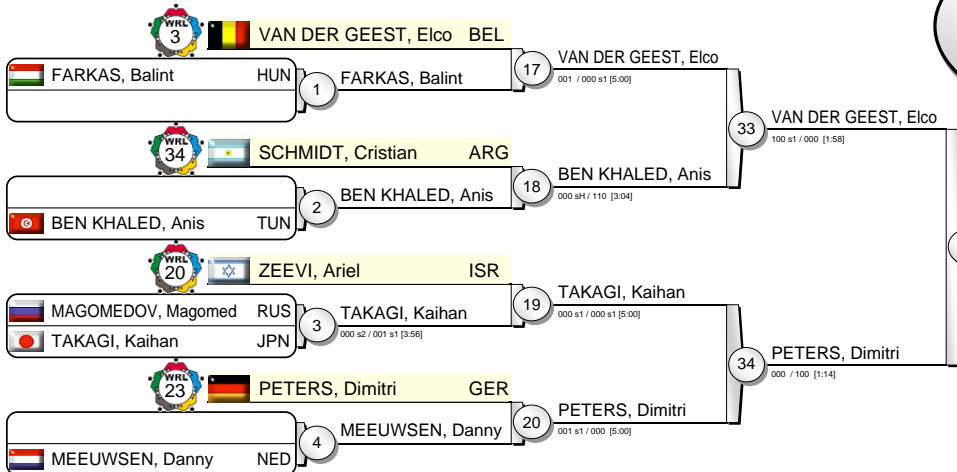 WRL
3
VAN DER GEEST, Elco BEL
FARKAS, Balint HUN
1
FARKAS, Balint
17
VAN DER GEEST, Elco
001 / 000 s1 [5:00]
WRL
34
SCHMIDT, Cristian ARG
BEN KHALED, Anis TUN
2
BEN KHALED, Anis
18
BEN KHALED, Anis
000 sH / 110 [3:04]
33
VAN DER GEEST, Elco
100 s1 / 000 [1:58]
WRL
20
ZEEVI, Ariel ISR
MAGOMEDOV, Magomed RUS
TAKAGI, Kaihan JPN
3
TAKAGI, Kaihan
000 s2 / 001 s1 [3:56]
19
TAKAGI, Kaihan
000 s1 / 000 s1 [5:00]
WRL
23
PETERS, Dimitri GER
MEEUWSEN, Danny NED
4
MEEUWSEN, Danny
20
PETERS, Dimitri
001 s1 / 000 [5:00]
34
PETERS, Dimitri
000 / 100 [1:14]